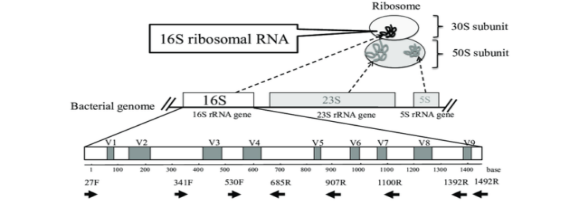 Ribosome
16S ribosomal RNA
30S subunit
50S subunit
Bacterial genome
16S
23S
5S
16S rRNA gene
23S rRNA gene
5S rRNA gene
V1 V2 V3 V4 V5 V6 V7 V8 V9
1 100 200 300 400 500 600 700 800 900 1000 1100 1200 1300 1400 base
27F 341F 530F 685R 907R 1100R 1392R 1492R